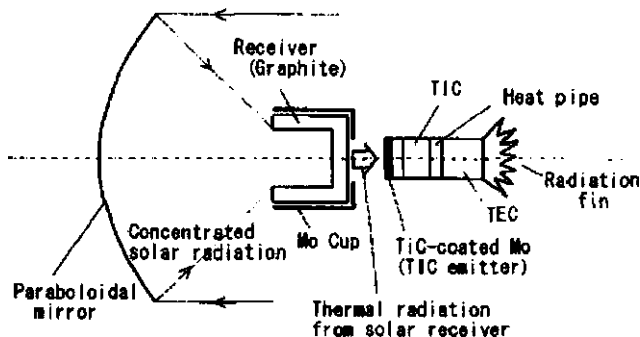 Receiver
(Graphite)
TIC
Heat pipe
Radiation
fin
TEC
Concentrated
solar radiation
Mo Cup
TiC-coated Mo
(TIC emitter)
Paraboloidal
mirror
Thermal radiation
from solar receiver